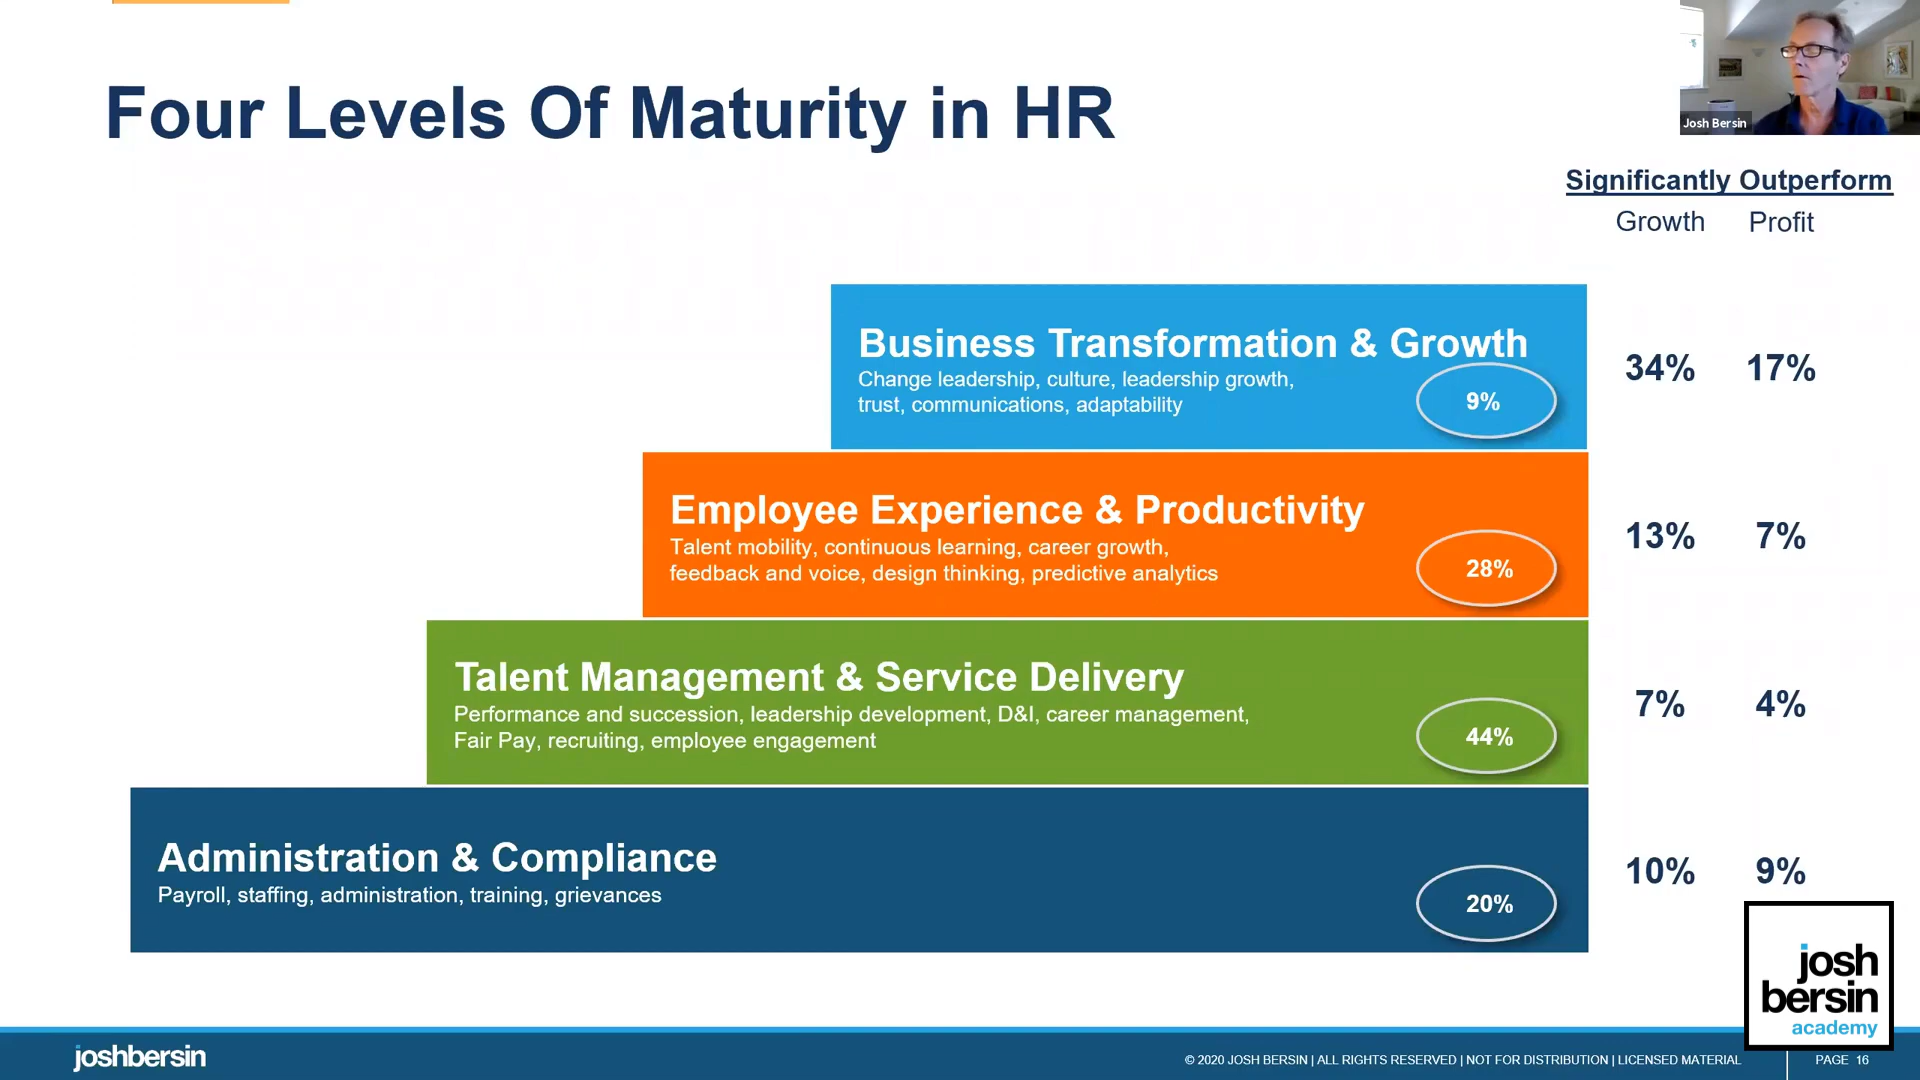 Four Levels Of Maturity in HR
Josh Bersin
Significantly Outperform
Growth Profit
Business Transformation & Growth
Change leadership, culture, leadership growth,
trust, communications, adaptability
9%
34% 17%
Employee Experience & Productivity
Talent mobility, continuous learning, career growth,
feedback and voice, design thinking, predictive analytics
28%
13% 7%
Talent Management & Service Delivery
Performance and succession, leadership development, D&I, career management,
Fair Pay, recruiting, employee engagement
44%
7% 4%
Administration & Compliance
Payroll, staffing, administration, training, grievances
20%
10% 9%
josh
bersin
academy
joshbersin
© 2020 JOSH BERSIN | ALL RIGHTS RESERVED | NOT FOR DISTRIBUTION | LICENSED MATERIAL
PAGE 16